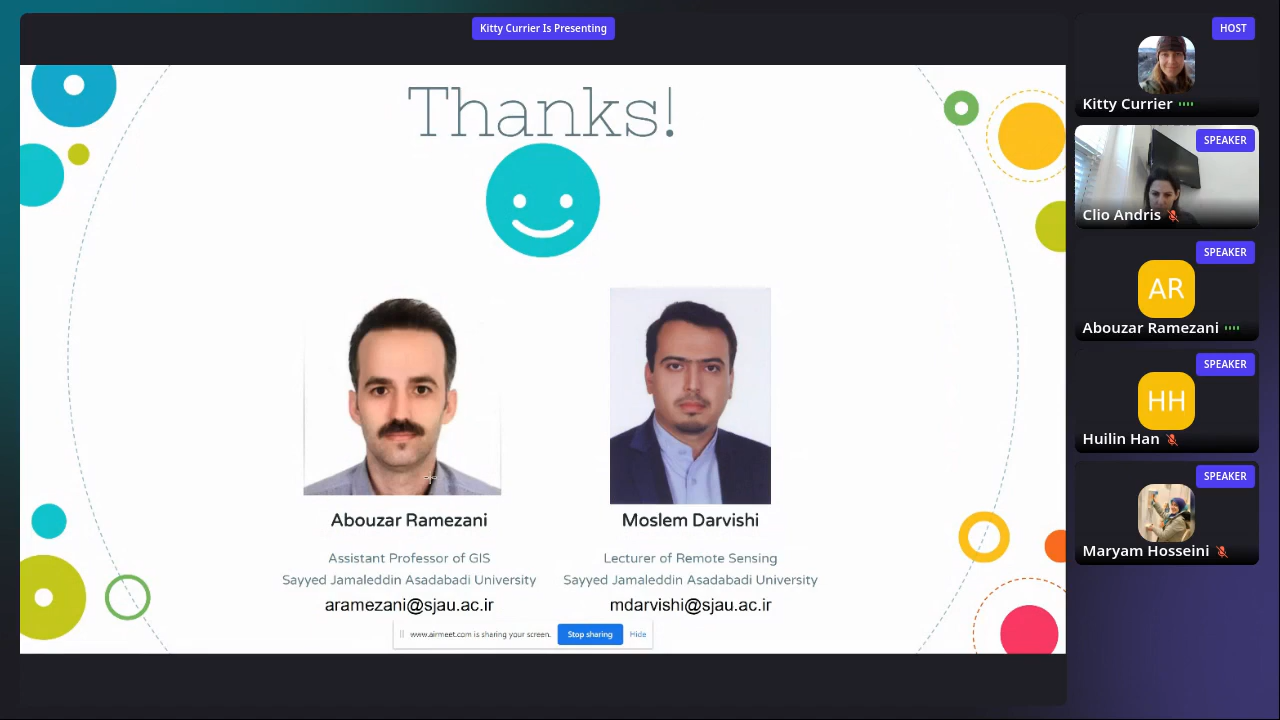 Kitty Currier Is Presenting
Thanks!
Abouzar Ramezani
Assistant Professor of GIS
Sayyed Jamaleddin Asadabadi University
aramezani@sjau.ac.ir
Moslem Darvishi
Lecturer of Remote Sensing
Sayyed Jamaleddin Asadabadi University
mdarvishi@sjau.ac.ir
www.airmeet.com is sharing your screen.
Stop sharing
Hide
HOST
Kitty Currier
SPEAKER
Clio Andris
SPEAKER
AR
Abouzar Ramezani
SPEAKER
HH
Huilin Han
SPEAKER
Maryam Hosseini